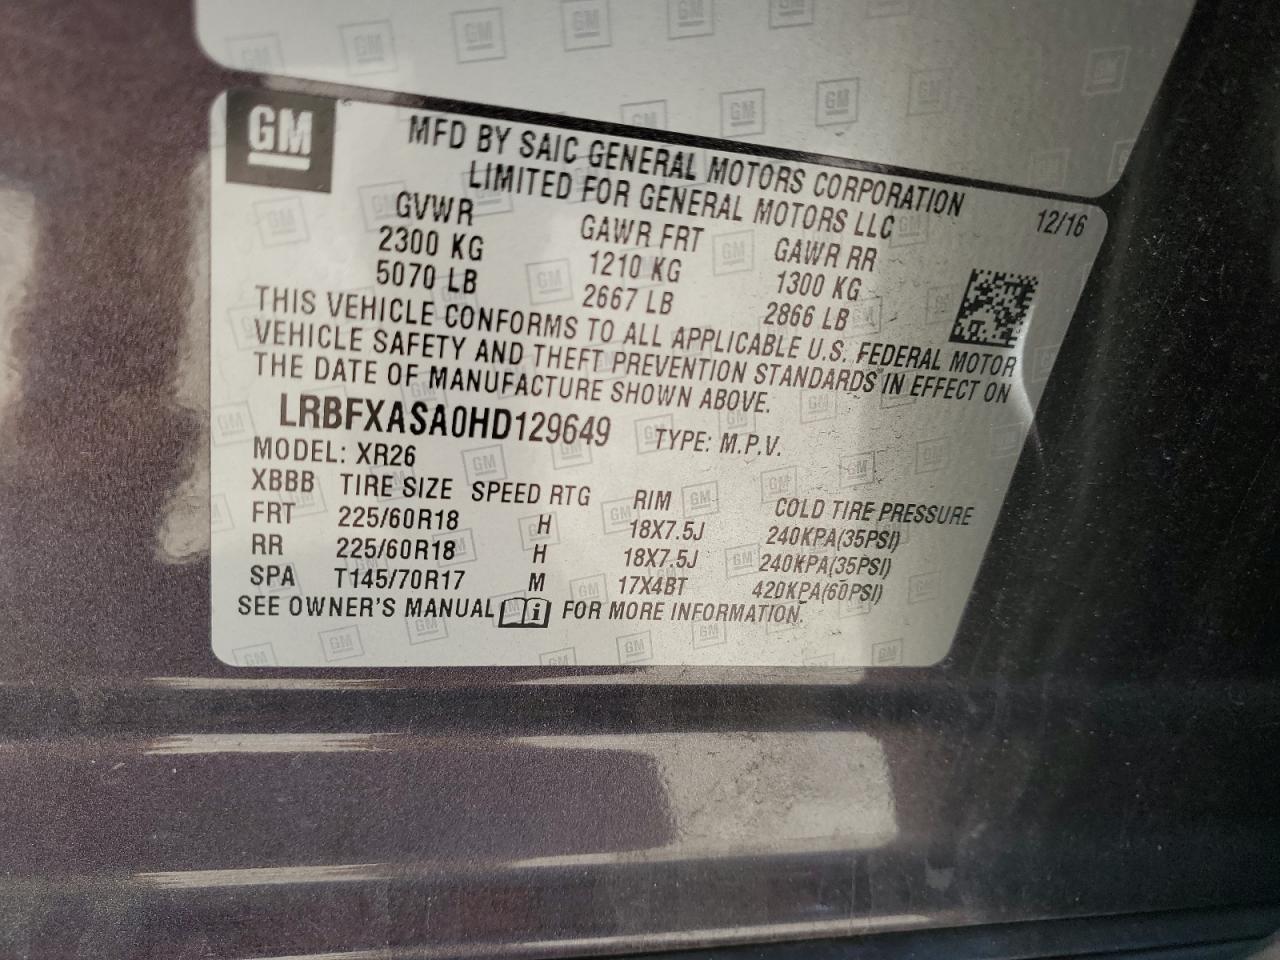 GM
MFD BY SAIC GENERAL MOTORS CORPORATION
LIMITED FOR GENERAL MOTORS LLC
12/16
GVWR GAWR FRT GAWR RR
2300 KG 1210 KG 1300 KG
5070 LB 2667 LB 2866 LB
THIS VEHICLE CONFORMS TO ALL APPLICABLE U.S. FEDERAL MOTOR
VEHICLE SAFETY AND THEFT PREVENTION STANDARDS IN EFFECT ON
THE DATE OF MANUFACTURE SHOWN ABOVE.
LRBFXASA0HD129649 TYPE: M.P.V.
MODEL: XR26
XBBB TIRE SIZE SPEED RTG RIM COLD TIRE PRESSURE
FRT 225/60R18 H 18X7.5J 240KPA(35PSI)
RR 225/60R18 H 18X7.5J 240KPA(35PSI)
SPA T145/70R17 M 17X4BT 420KPA(60PSI)
SEE OWNER'S MANUAL i FOR MORE INFORMATION.